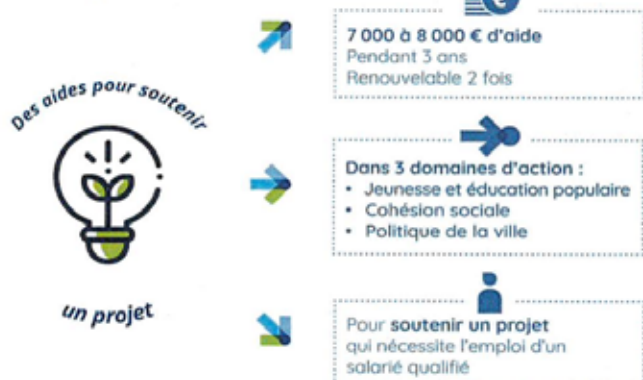 Des aides pour soutenir
un projet
7 000 à 8 000 € d'aide
Pendant 3 ans
Renouvelable 2 fois
Dans 3 domaines d'action :
• Jeunesse et éducation populaire
• Cohésion sociale
• Politique de la ville
Pour soutenir un projet
qui nécessite l'emploi d'un
salarié qualifié